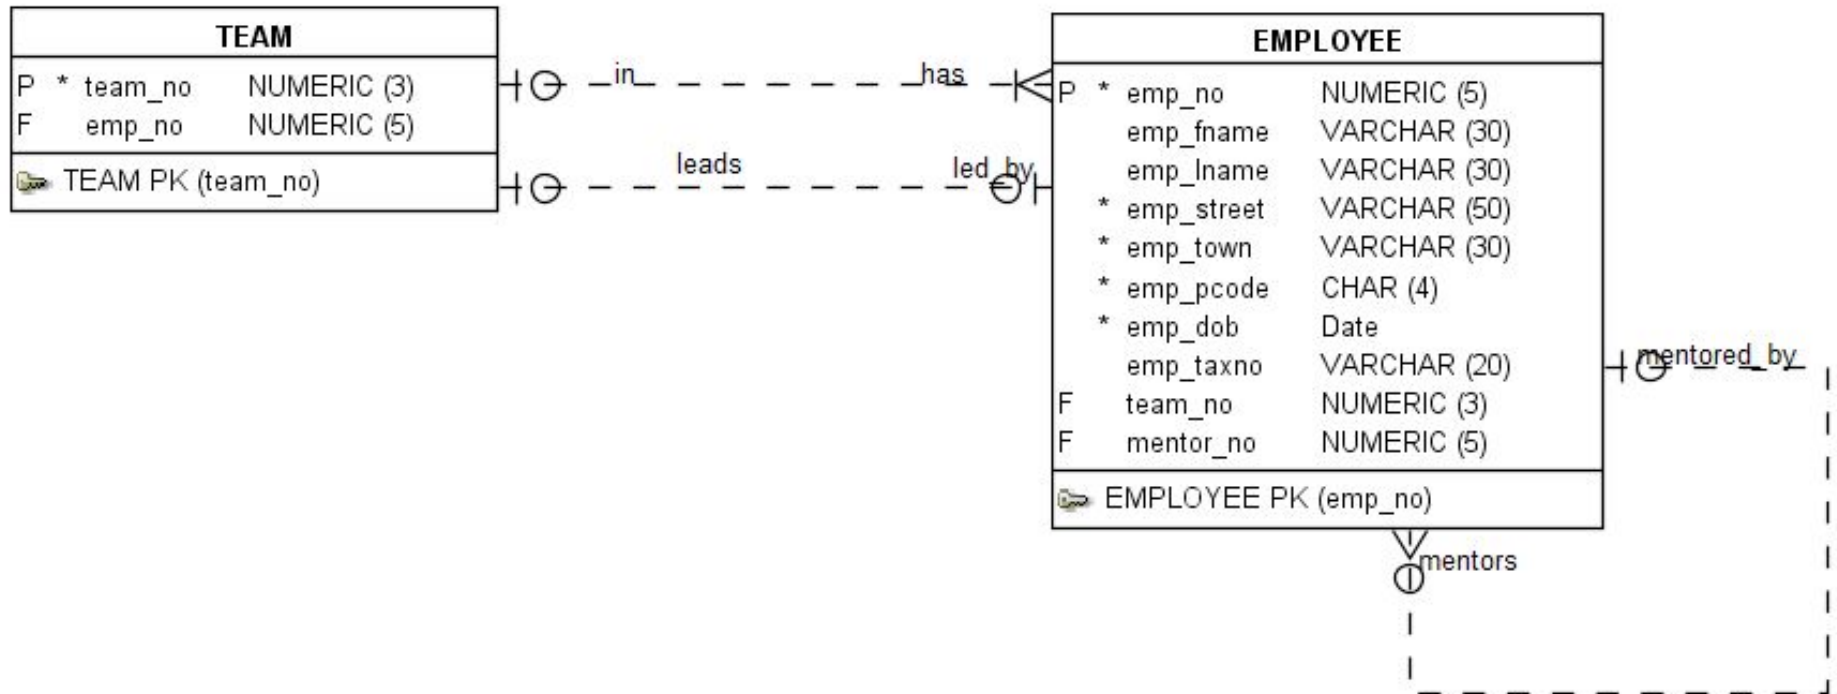 TEAM
P * team_no NUMERIC (3)
F emp_no NUMERIC (5)
TEAM PK (team_no)
in
has
leads
led_by
EMPLOYEE
P * emp_no NUMERIC (5)
emp_fname VARCHAR (30)
emp_lname VARCHAR (30)
* emp_street VARCHAR (50)
* emp_town VARCHAR (30)
* emp_pcode CHAR (4)
* emp_dob Date
emp_taxno VARCHAR (20)
F team_no NUMERIC (3)
F mentor_no NUMERIC (5)
EMPLOYEE PK (emp_no)
mentored_by
mentors